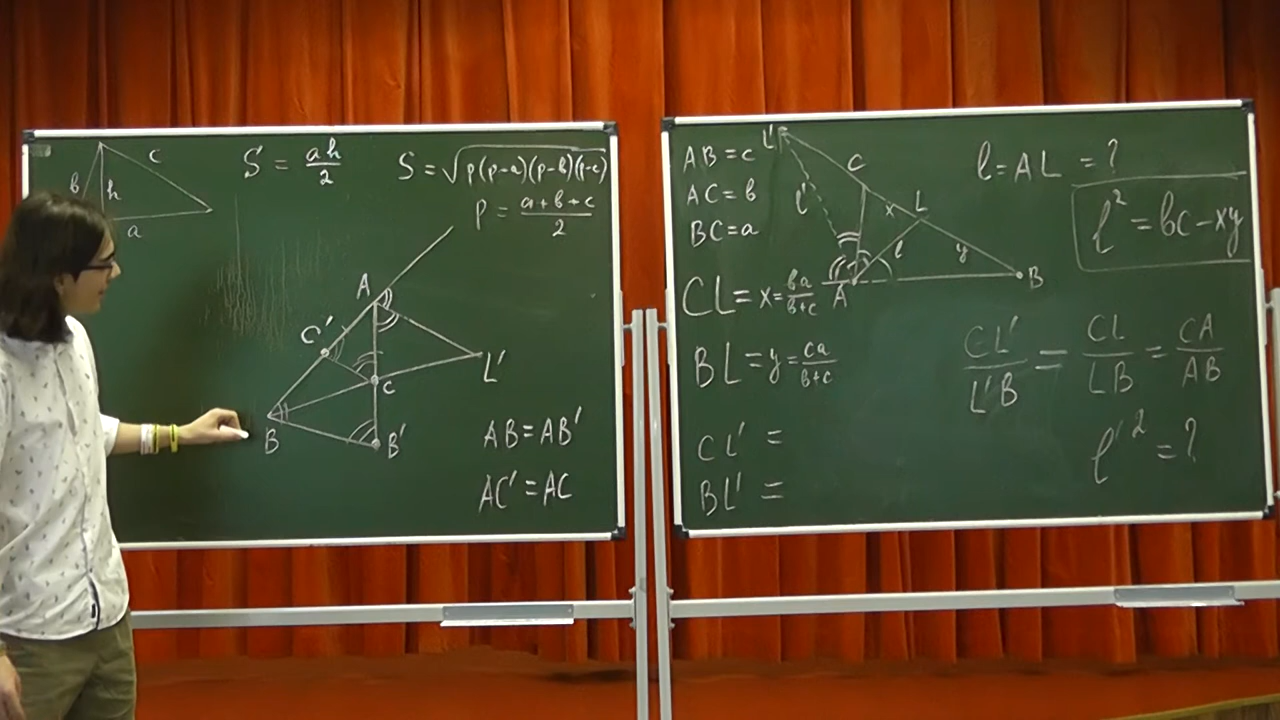 b
c
h
a
S = ah/2
S = √p(p-a)(p-b)(p-c)
p = a+b+c/2
A
C'
L'
C
B
B'
AB = AB'
AC' = AC
AB = c
AC = b
BC = a
L'
C
L
x
l'
l
y
A
B
l = AL = ?
l² = bc - xy
CL = x = ba/b+c
BL = y = ca/b+c
CL' =
BL' =
CL'/L'B = CL/LB = CA/AB
l'² = ?